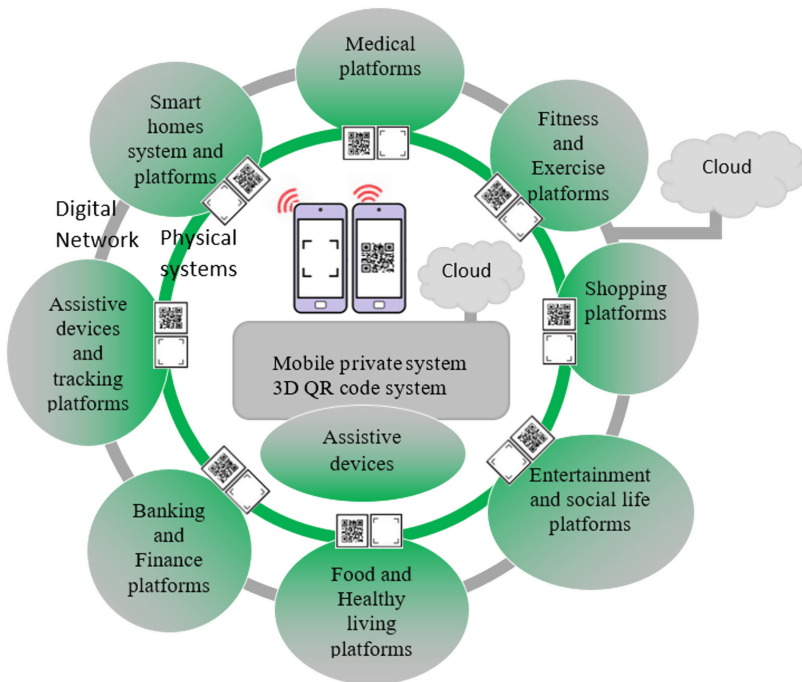 Medical
platforms
Smart
homes
system and
platforms
Fitness
and
Exercise
platforms
Cloud
Digital
Network
Physical
systems
Cloud
Assistive
devices
and
tracking
platforms
Shopping
platforms
Mobile private system
3D QR code system
Assistive
devices
Banking
and
Finance
platforms
Entertainment
and social life
platforms
Food and
Healthy
living
platforms